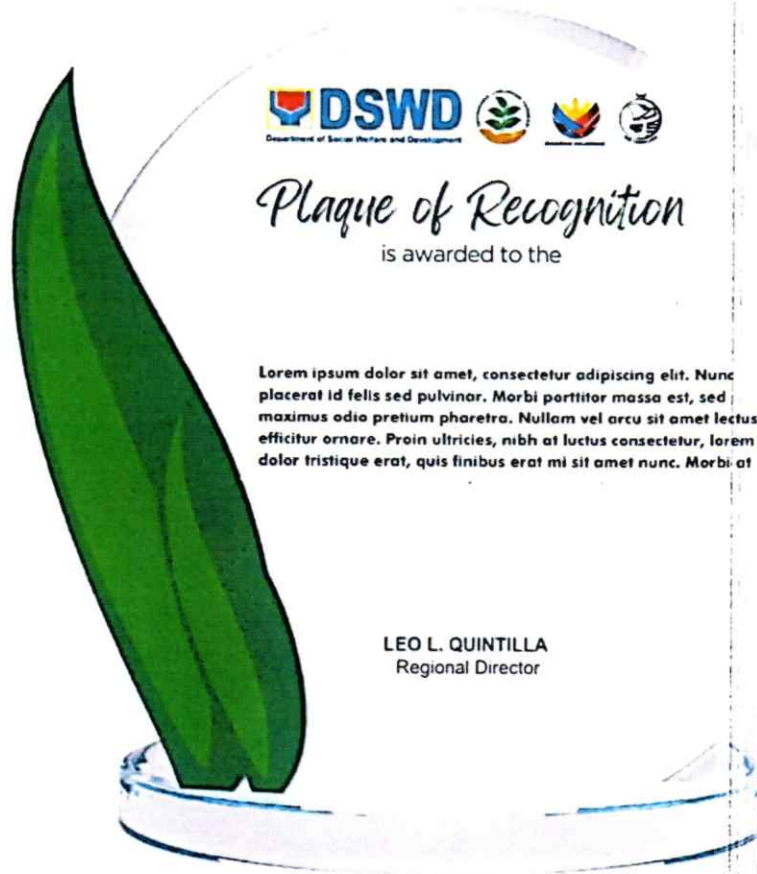 DSWD
Department of Social Welfare and Development
Plaque of Recognition
is awarded to the
Lorem ipsum dolor sit amet, consectetur adipiscing elit. Nunc
placerat id felis sed pulvinar. Morbi porttitor massa est, sed
maximus odio pretium pharetra. Nullam vel arcu sit amet lectus
efficitur ornare. Proin ultricies, nibh at luctus consectetur, lorem
dolor tristique erat, quis finibus erat mi sit amet nunc. Morbi at
LEO L. QUINTILLA
Regional Director